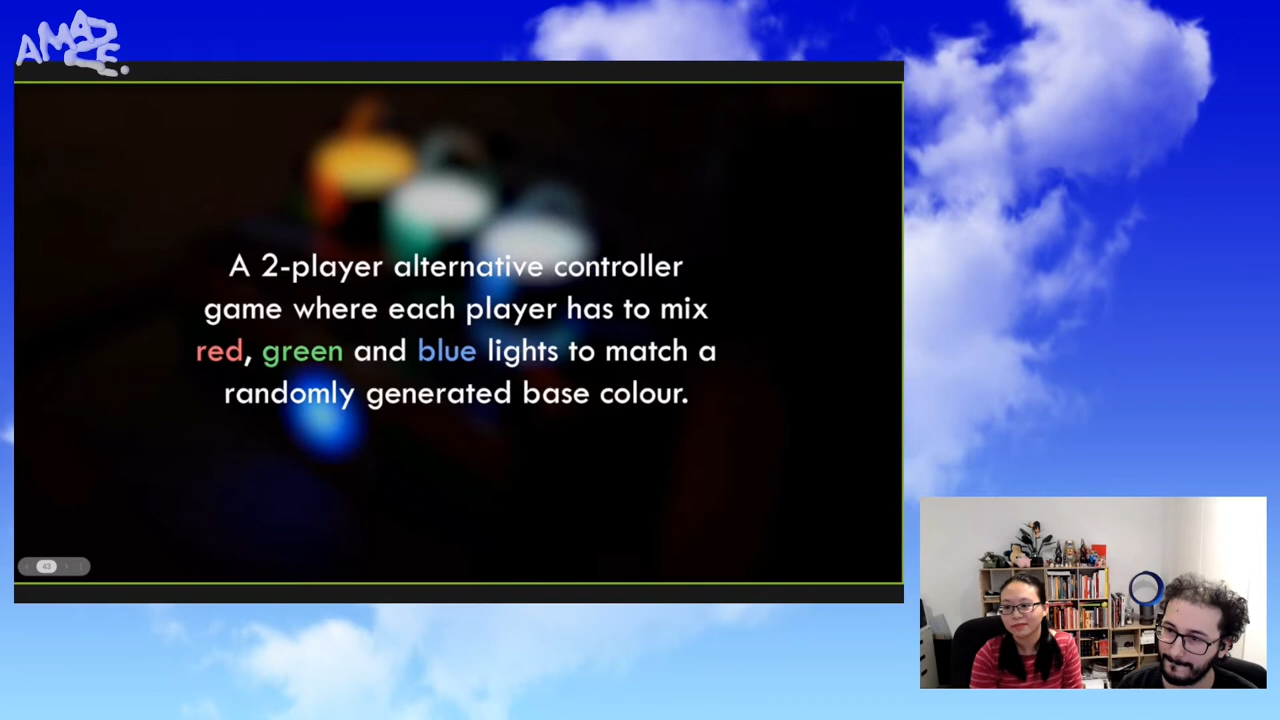 AMAZE.
A 2-player alternative controller
game where each player has to mix
red, green and blue lights to match a
randomly generated base colour.
43